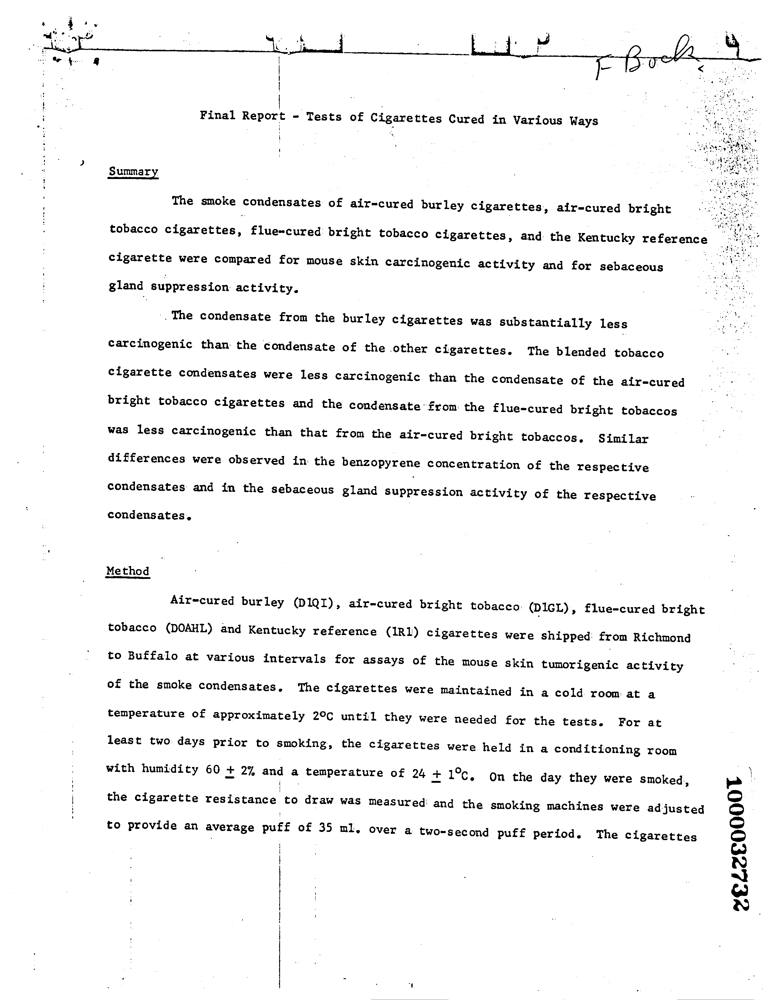 F Bock 4
Final Report - Tests of Cigarettes Cured in Various Ways
Summary
The smoke condensates of air-cured burley cigarettes, air-cured bright
tobacco cigarettes, flue-cured bright tobacco cigarettes, and the Kentucky reference
cigarette were compared for mouse skin carcinogenic activity and for sebaceous
gland suppression activity.
The condensate from the burley cigarettes was substantially less
carcinogenic than the condensate of the other cigarettes. The blended tobacco
cigarette condensates were less carcinogenic than the condensate of the air-cured
bright tobacco cigarettes and the condensate from the flue-cured bright tobaccos
was less carcinogenic than that from the air-cured bright tobaccos. Similar
differences were observed in the benzopyrene concentration of the respective
condensates and in the sebaceous gland suppression activity of the respective
condensates.
Method
Air-cured burley (D1QI), air-cured bright tobacco (D1GL), flue-cured bright
tobacco (DOAHL) and Kentucky reference (1R1) cigarettes were shipped from Richmond
to Buffalo at various intervals for assays of the mouse skin tumorigenic activity
of the smoke condensates. The cigarettes were maintained in a cold room at a
temperature of approximately 2ºC until they were needed for the tests. For at
least two days prior to smoking, the cigarettes were held in a conditioning room
with humidity 60 ± 2% and a temperature of 24 ± 1ºC. On the day they were smoked,
the cigarette resistance to draw was measured and the smoking machines were adjusted
to provide an average puff of 35 ml. over a two-second puff period. The cigarettes
1000032732